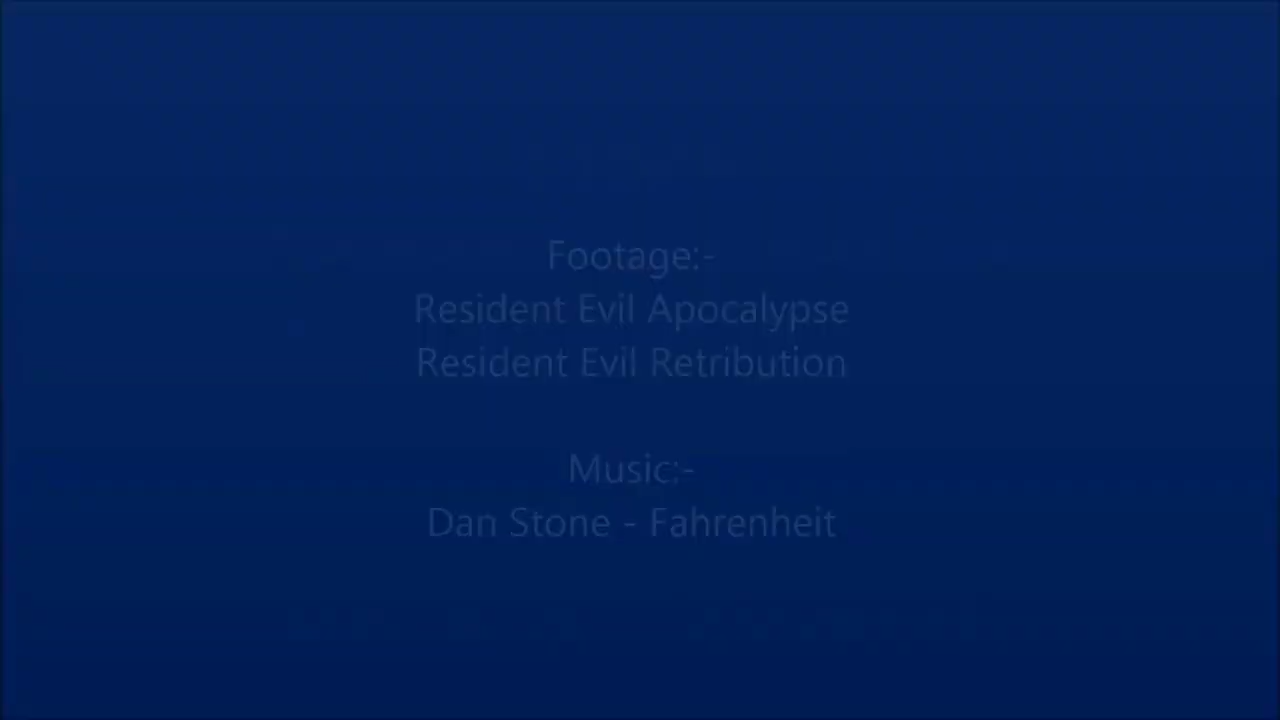 Footage:-
Resident Evil Apocalypse
Resident Evil Retribution
Music:-
Dan Stone - Fahrenheit